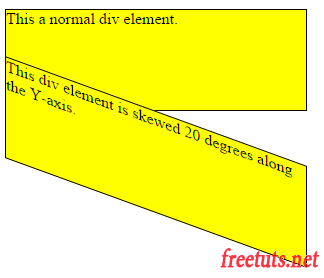 This a normal div element.
This div element is skewed 20 degrees along
the Y-axis.
freetuts.net